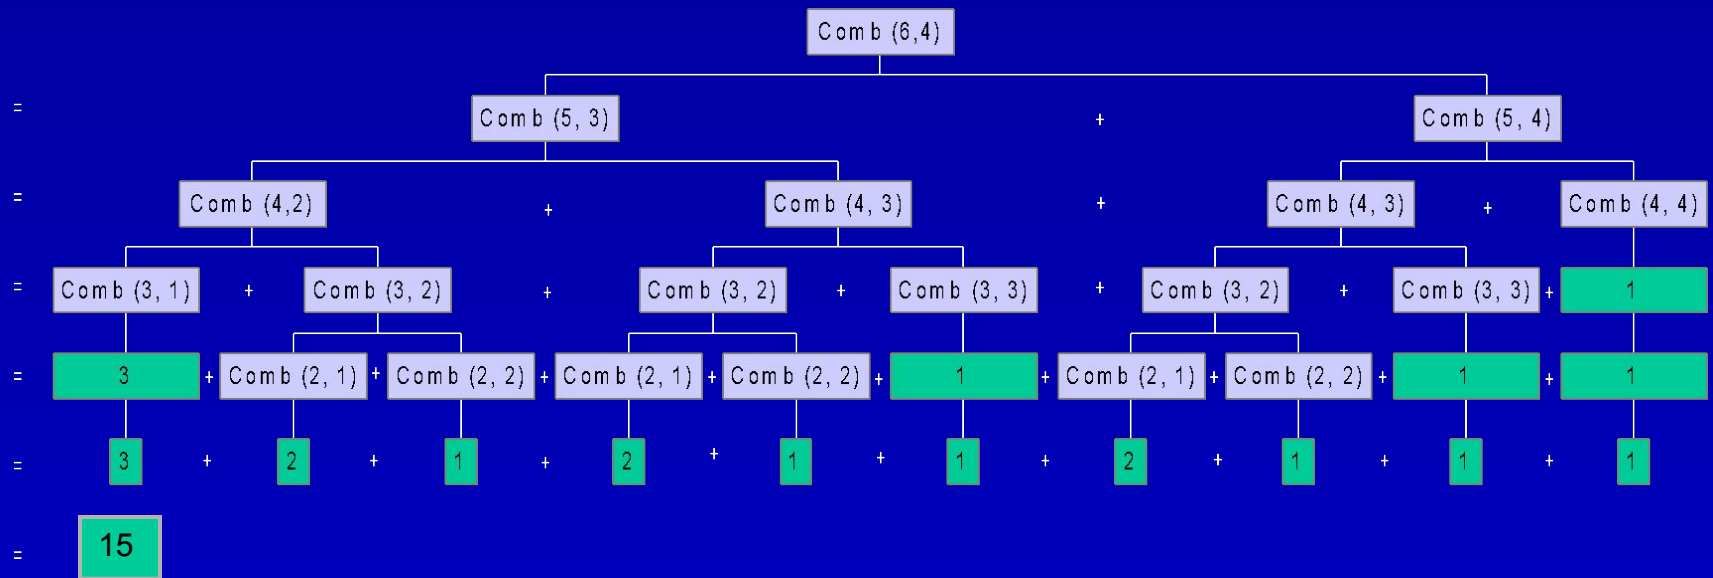 Comb (6,4)
= Comb (5, 3) + Comb (5, 4)
= Comb (4,2) + Comb (4, 3) + Comb (4, 3) + Comb (4, 4)
= Comb (3, 1) + Comb (3, 2) + Comb (3, 2) + Comb (3, 3) + Comb (3, 2) + Comb (3, 3) + 1
= 3 + Comb (2, 1) + Comb (2, 2) + Comb (2, 1) + Comb (2, 2) + 1 + Comb (2, 1) + Comb (2, 2) + 1 + 1
= 3 + 2 + 1 + 2 + 1 + 1 + 2 + 1 + 1 + 1
= 15